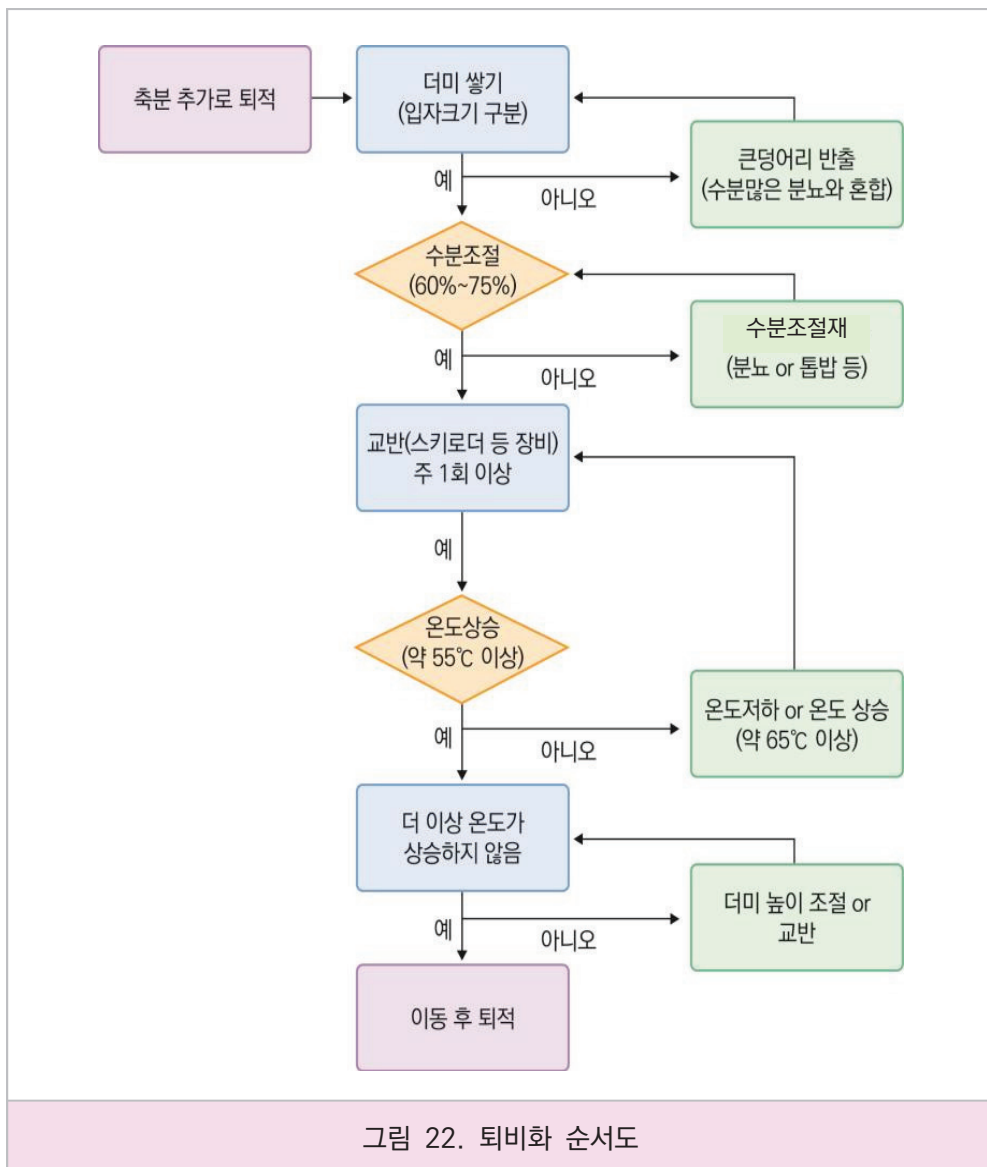 축분 추가로 퇴적
더미 쌓기
(입자크기 구분)
큰덩어리 반출
(수분많은 분뇨와 혼합)
예
아니오
수분조절
(60%~75%)
수분조절재
(분뇨 or 톱밥 등)
예
아니오
교반(스키로더 등 장비)
주 1회 이상
예
온도상승
(약 55℃ 이상)
온도저하 or 온도 상승
(약 65℃ 이상)
예
아니오
더 이상 온도가
상승하지 않음
더미 높이 조절 or
교반
예
아니오
이동 후 퇴적
그림 22. 퇴비화 순서도